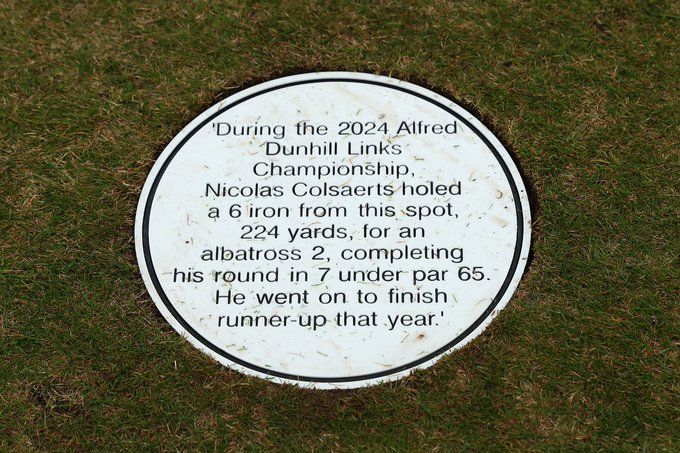 'During the 2024 Alfred
Dunhill Links
Championship,
Nicolas Colsaerts holed
a 6 iron from this spot,
224 yards, for an
albatross 2, completing
his round in 7 under par 65.
He went on to finish
runner-up that year.'